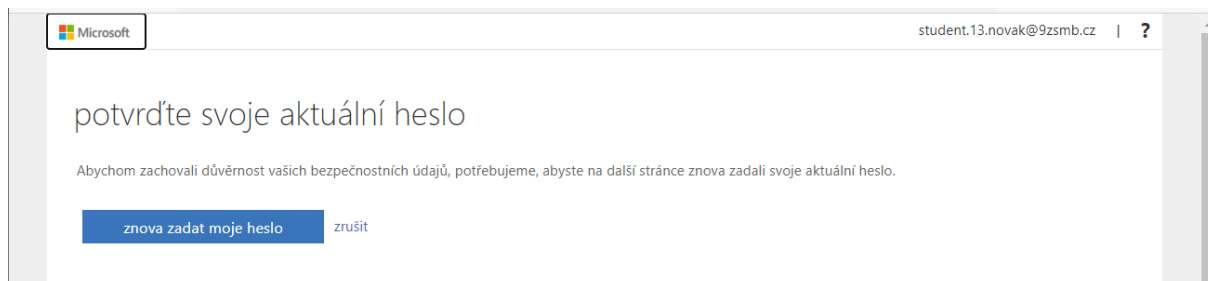 Microsoft student.13.novak@9zsmb.cz | ?
potvrďte svoje aktuální heslo
Abychom zachovali důvěrnost vašich bezpečnostních údajů, potřebujeme, abyste na další stránce znova zadali svoje aktuální heslo.
znova zadat moje heslo zrušit